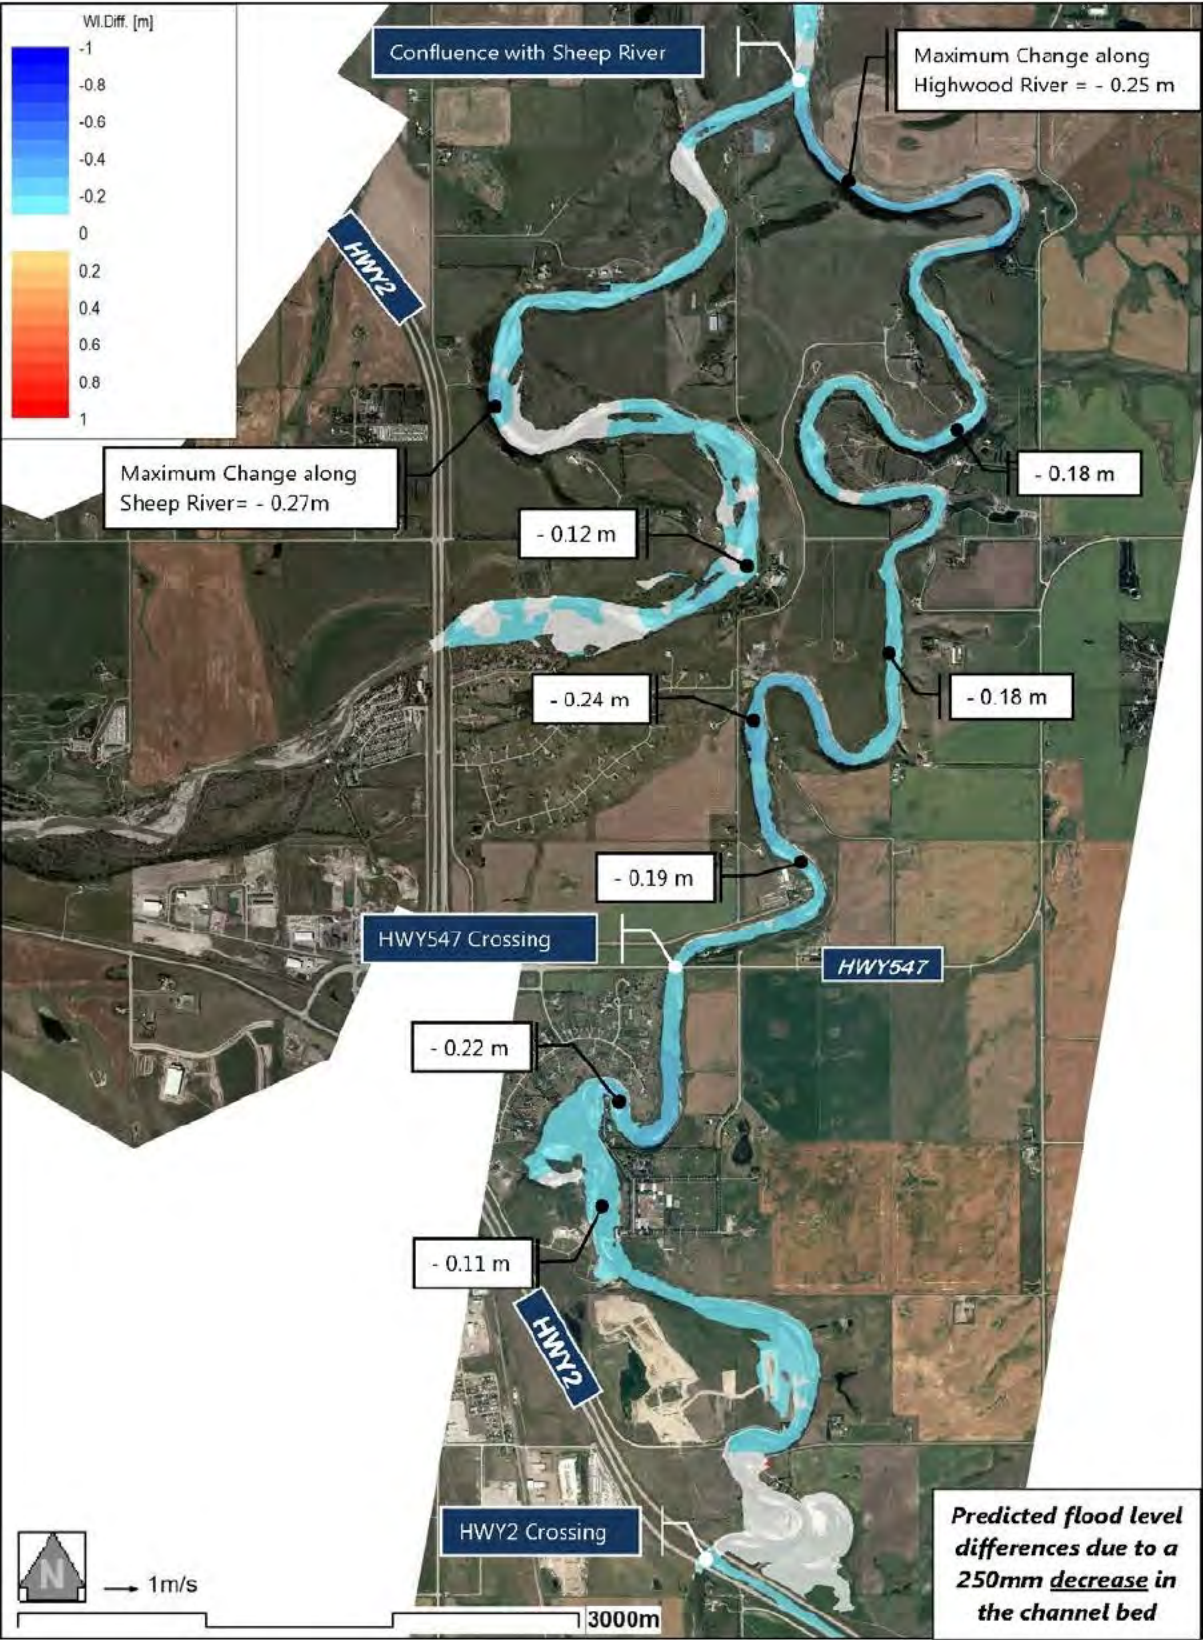 Wl.Diff. [m]
-1
-0.8
-0.6
-0.4
-0.2
0
0.2
0.4
0.6
0.8
1
Confluence with Sheep River
Maximum Change along
Highwood River = - 0.25 m
HWY2
Maximum Change along
Sheep River= - 0.27m
- 0.18 m
- 0.12 m
- 0.24 m
- 0.18 m
- 0.19 m
HWY547 Crossing
HWY547
- 0.22 m
- 0.11 m
HWY2
HWY2 Crossing
Predicted flood level
differences due to a
250mm decrease in
the channel bed
N
1m/s
3000m